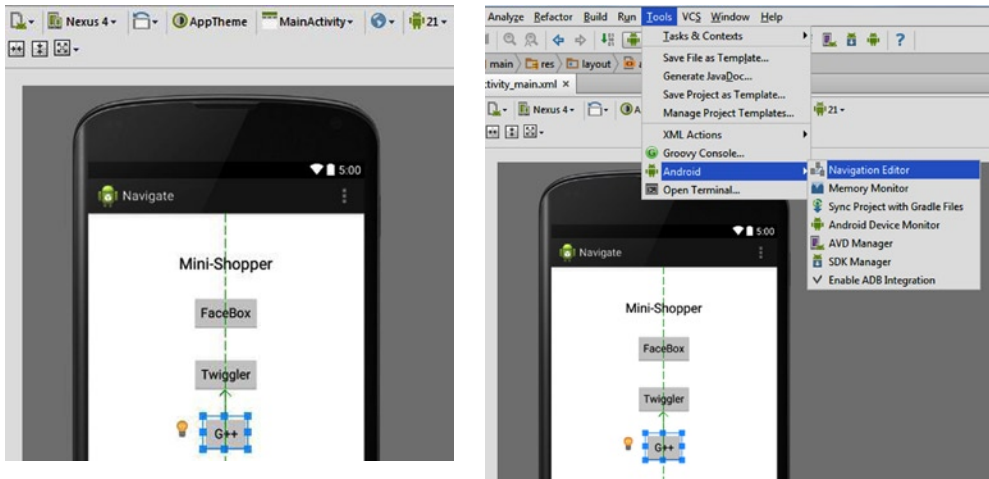 Nexus 4 AppTheme MainActivity 21
5:00
Navigate
Mini-Shopper
FaceBox
Twiggler
G++
Analyze Refactor Build Run Tools VCS Window Help
main res layout
tivity_main.xml
Nexus 4 A 21
Tasks & Contexts
Save File as Template...
Generate JavaDoc...
Save Project as Template...
Manage Project Templates...
XML Actions
Groovy Console...
Android
Open Terminal...
Navigation Editor
Memory Monitor
Sync Project with Gradle Files
Android Device Monitor
AVD Manager
SDK Manager
Enable ADB Integration
5:00
Navigate
Mini-Shopper
FaceBox
Twiggler
G++